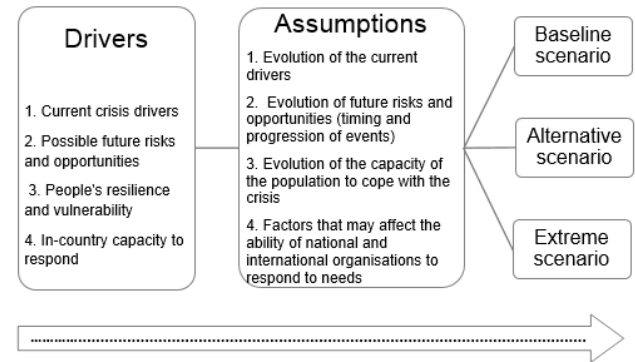 Drivers
1. Current crisis drivers
2. Possible future risks
and opportunities
3. People's resilience
and vulnerability
4. In-country capacity to
respond
Assumptions
1. Evolution of the current
drivers
2. Evolution of future risks and
opportunities (timing and
progression of events)
3. Evolution of the capacity of
the population to cope with the
crisis
4. Factors that may affect the
ability of national and
international organisations to
respond to needs
Baseline
scenario
Alternative
scenario
Extreme
scenario